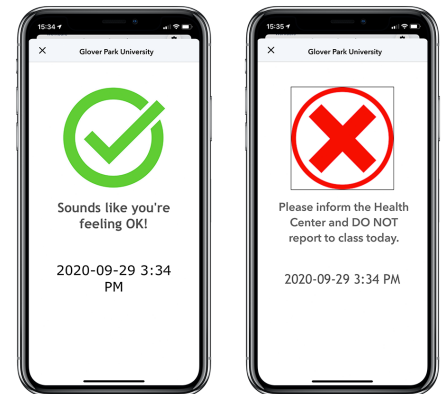 15:34
Glover Park University
Sounds like you're
feeling OK!
2020-09-29 3:34
PM
15:35
Glover Park University
Please inform the Health
Center and DO NOT
report to class today.
2020-09-29 3:34 PM